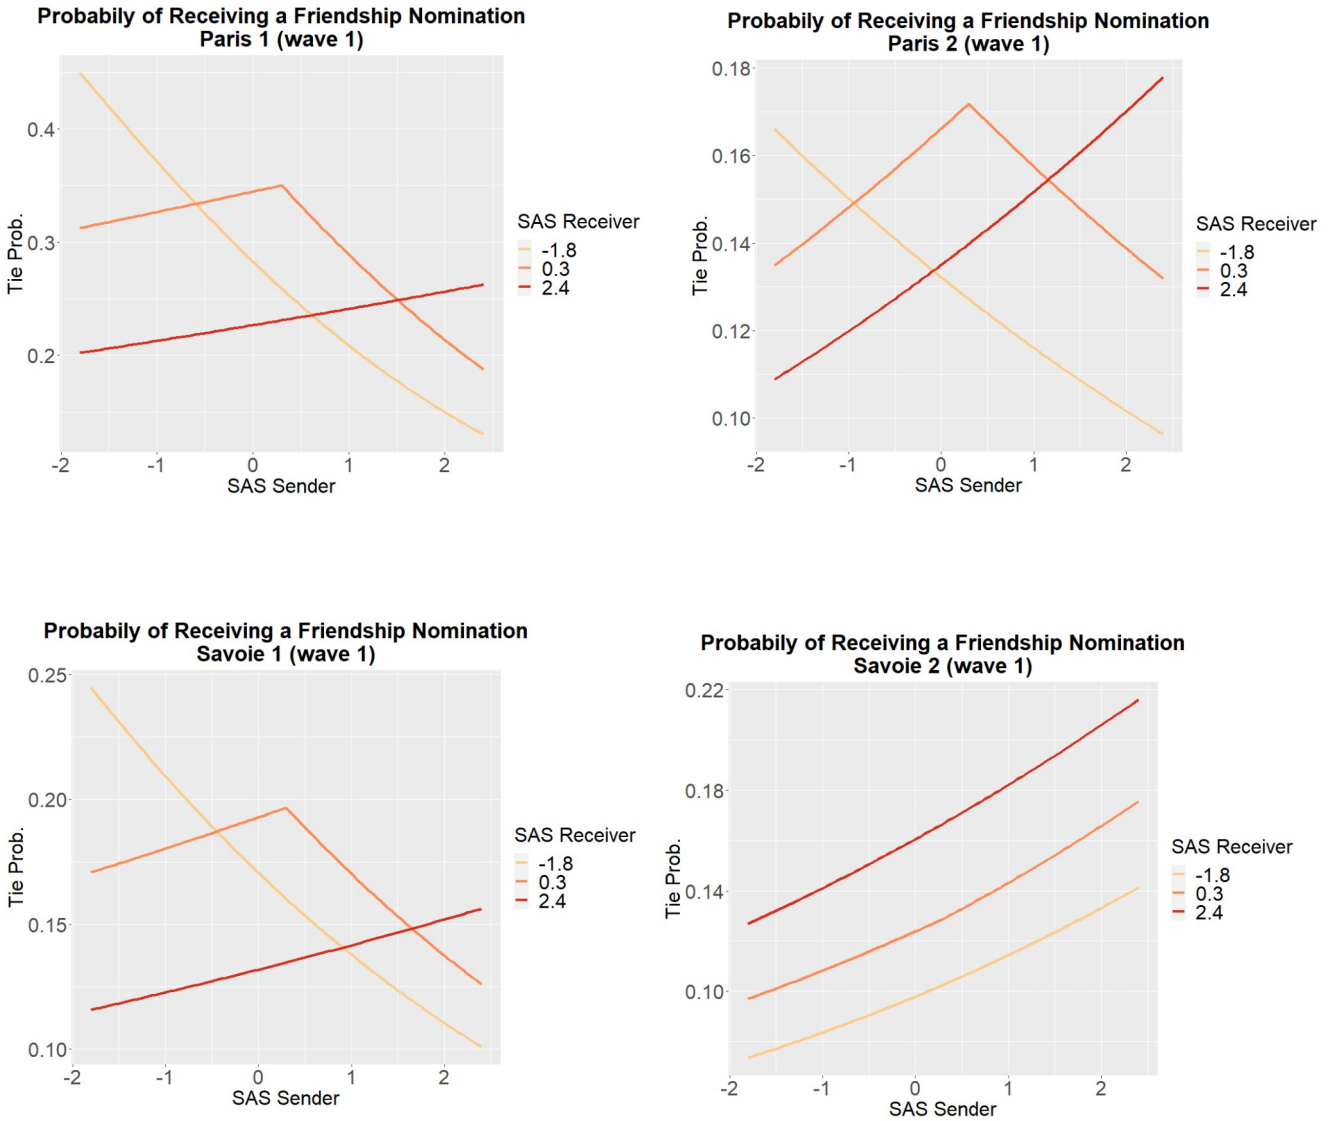 Probabily of Receiving a Friendship Nomination
Paris 1 (wave 1)
0.4
0.3
0.2
Tie Prob.
-2 -1 0 1 2
SAS Sender
SAS Receiver
-1.8
0.3
2.4
Probabily of Receiving a Friendship Nomination
Paris 2 (wave 1)
0.18
0.16
0.14
0.12
0.10
Tie Prob.
-2 -1 0 1 2
SAS Sender
SAS Receiver
-1.8
0.3
2.4
Probabily of Receiving a Friendship Nomination
Savoie 1 (wave 1)
0.25
0.20
0.15
0.10
Tie Prob.
-2 -1 0 1 2
SAS Sender
SAS Receiver
-1.8
0.3
2.4
Probabily of Receiving a Friendship Nomination
Savoie 2 (wave 1)
0.22
0.18
0.14
0.10
Tie Prob.
-2 -1 0 1 2
SAS Sender
SAS Receiver
-1.8
0.3
2.4